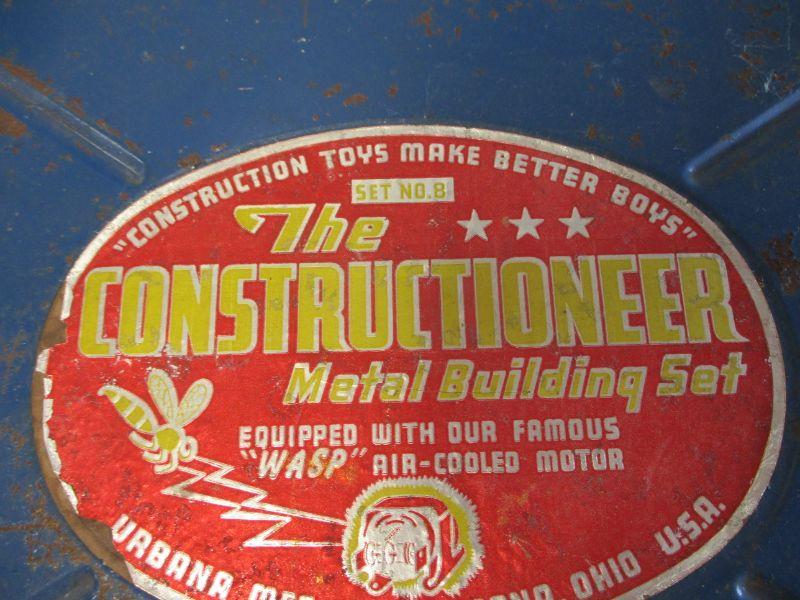 "CONSTRUCTION TOYS MAKE BETTER BOYS"
SET NO.8
The
CONSTRUCTIONEER
Metal Building Set
EQUIPPED WITH OUR FAMOUS
"WASP" AIR-COOLED MOTOR
URBANA OHIO U.S.A.